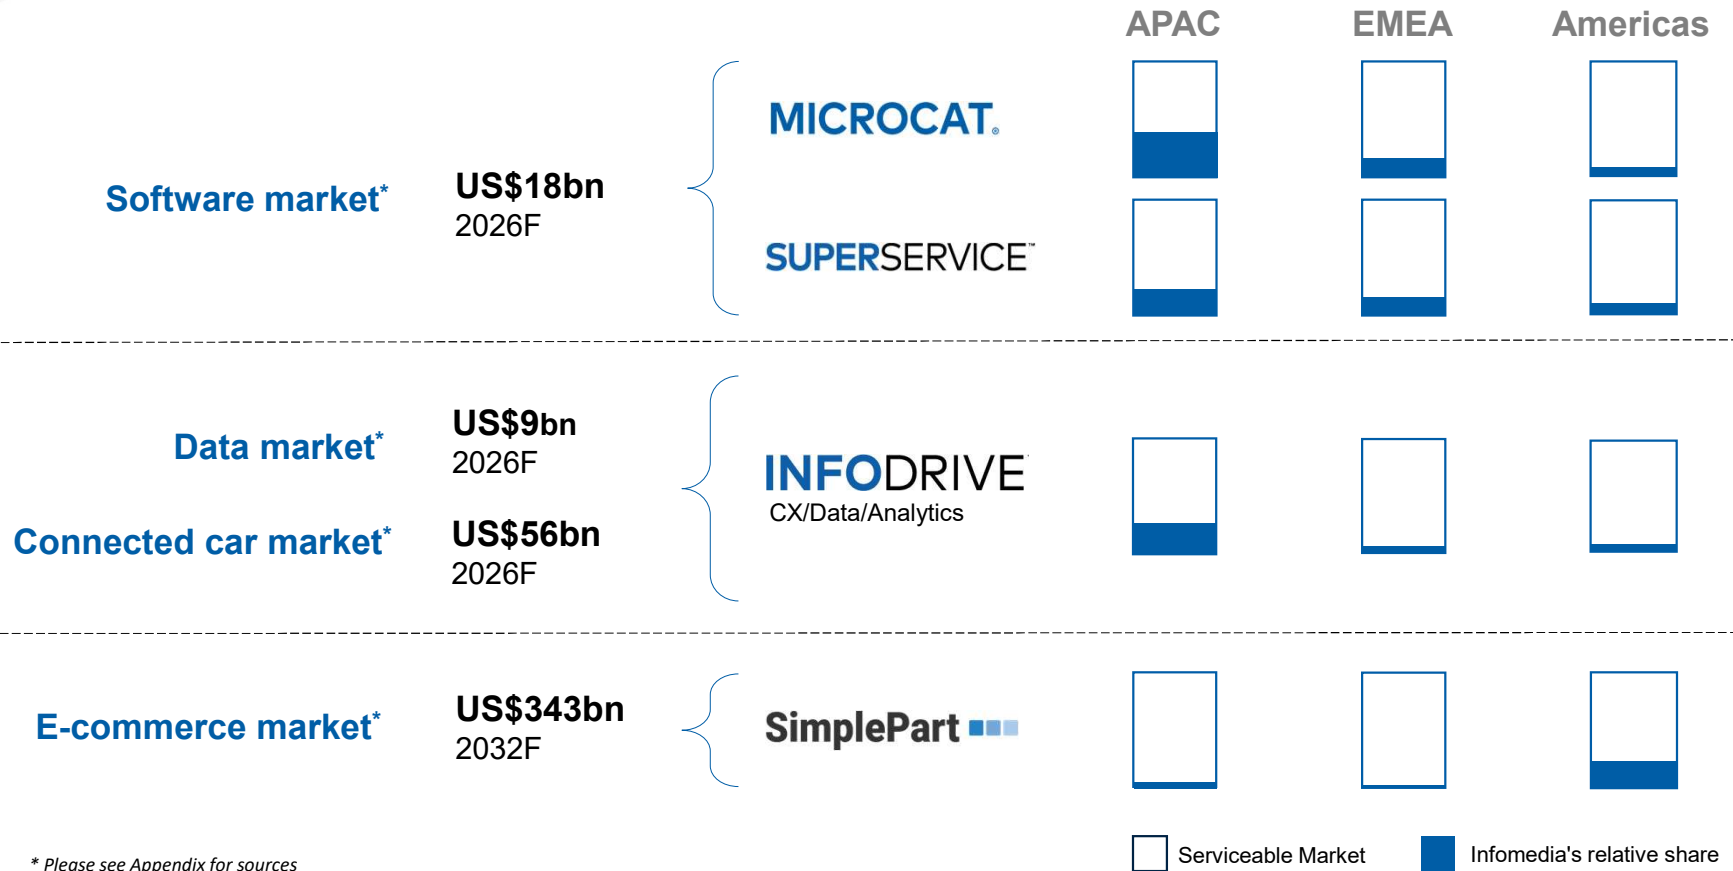 APAC EMEA Americas
MICROCAT®
Software market* US$18bn
2026F
SUPERSERVICE™
Data market* US$9bn
2026F
INFODRIVE
CX/Data/Analytics
Connected car market* US$56bn
2026F
E-commerce market* US$343bn
2032F
SimplePart
Serviceable Market Infomedia's relative share
* Please see Appendix for sources